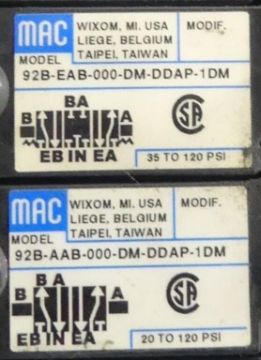 MAC
WIXOM, MI. USA
LIEGE, BELGIUM
TAIPEI, TAIWAN
MODIF.
MODEL
92B-EAB-000-DM-DDAP-1DM
BA
B A
EB IN EA
SA
35 TO 120 PSI
MAC
WIXOM, MI. USA
LIEGE, BELGIUM
TAIPEI, TAIWAN
MODIF.
MODEL
92B-AAB-000-DM-DDAP-1DM
B A
B A
EB IN EA
SA
20 TO 120 PSI